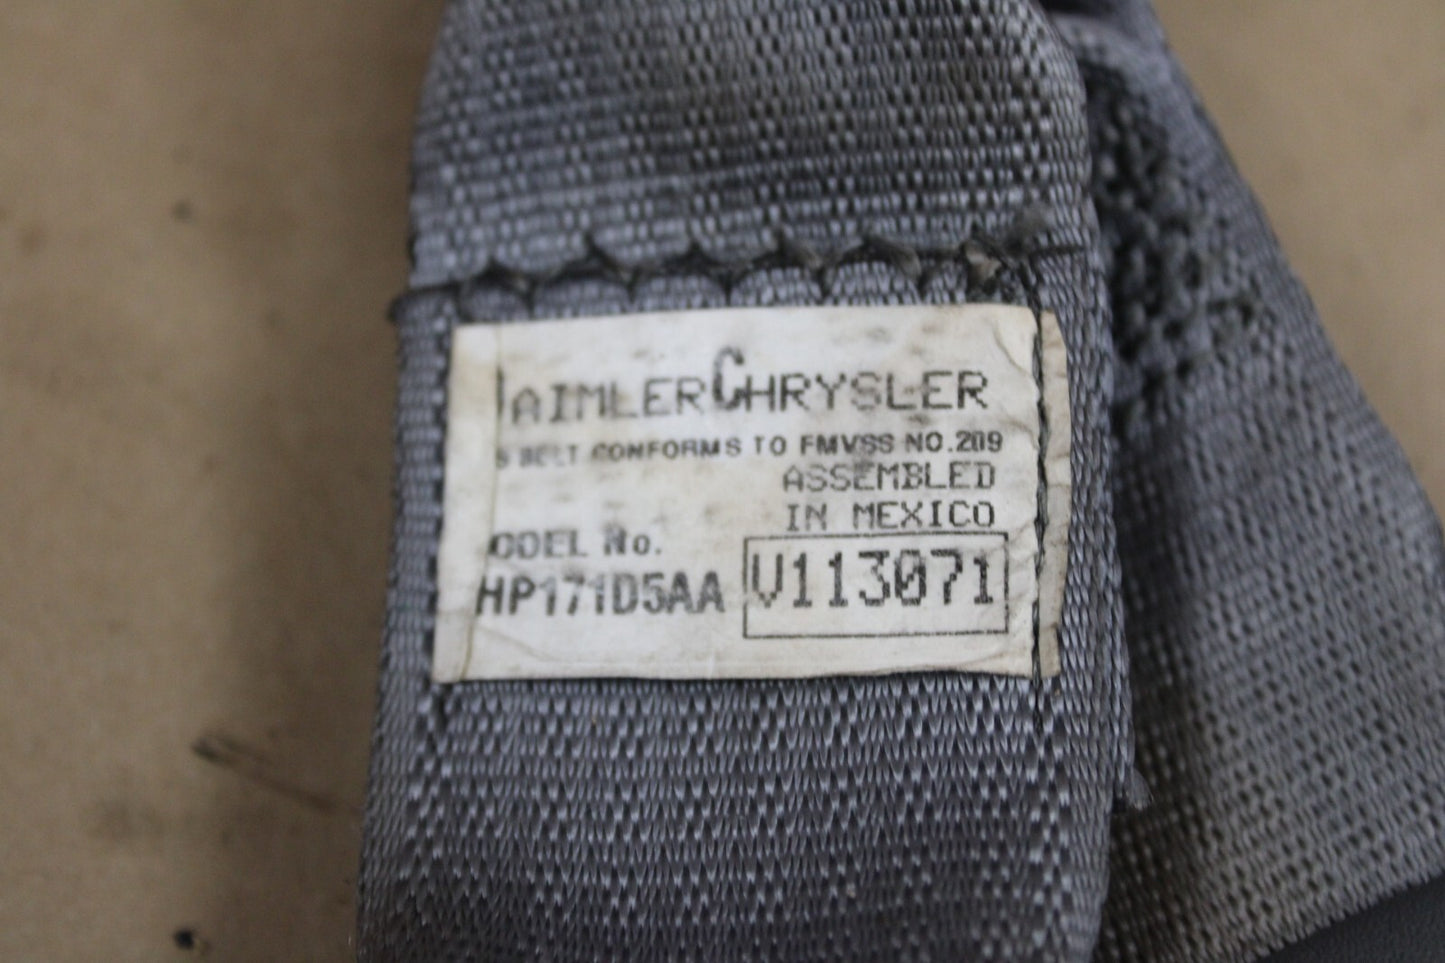 AIMLERCHRYSLER
S BELT CONFORMS TO FMVSS NO.209
ASSEMBLED
IN MEXICO
ODEL No.
HP171D5AA V113071